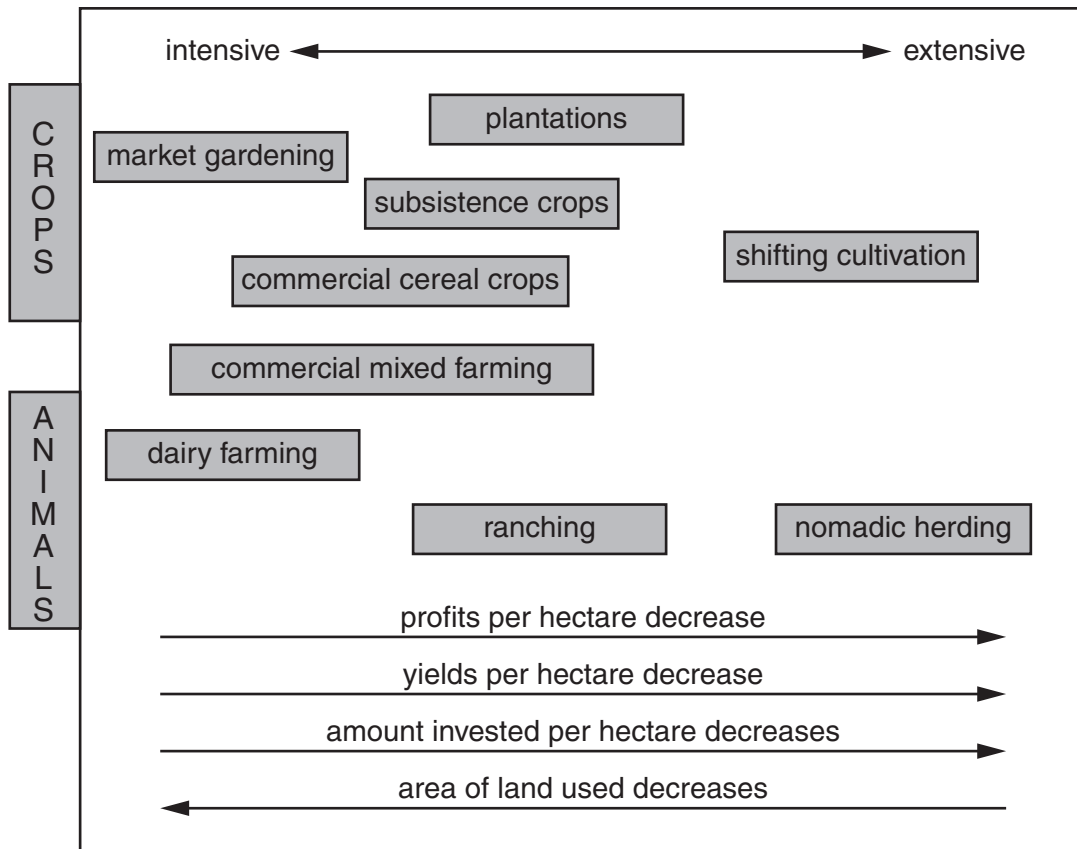 intensive extensive
CROPS
plantations
market gardening
subsistence crops
shifting cultivation
commercial cereal crops
commercial mixed farming
ANIMALS
dairy farming
ranching nomadic herding
profits per hectare decrease
yields per hectare decrease
amount invested per hectare decreases
area of land used decreases